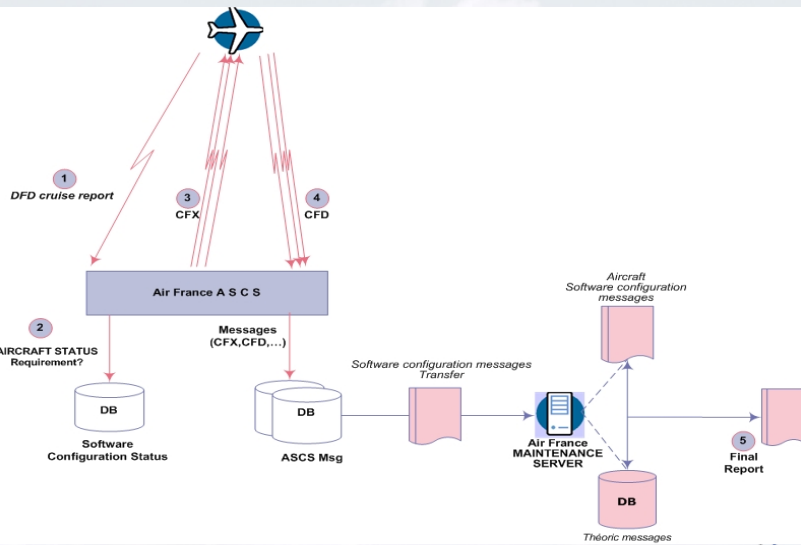 1
DFD cruise report
3
CFX
4
CFD
Air France A S C S
2
AIRCRAFT STATUS
Requirement?
Messages
(CFX,CFD,...)
DB
Software
Configuration Status
DB
ASCS Msg
Software configuration messages
Transfer
Air France
MAINTENANCE
SERVER
Aircraft
Software configuration
messages
5
Final
Report
DB
Théoric messages